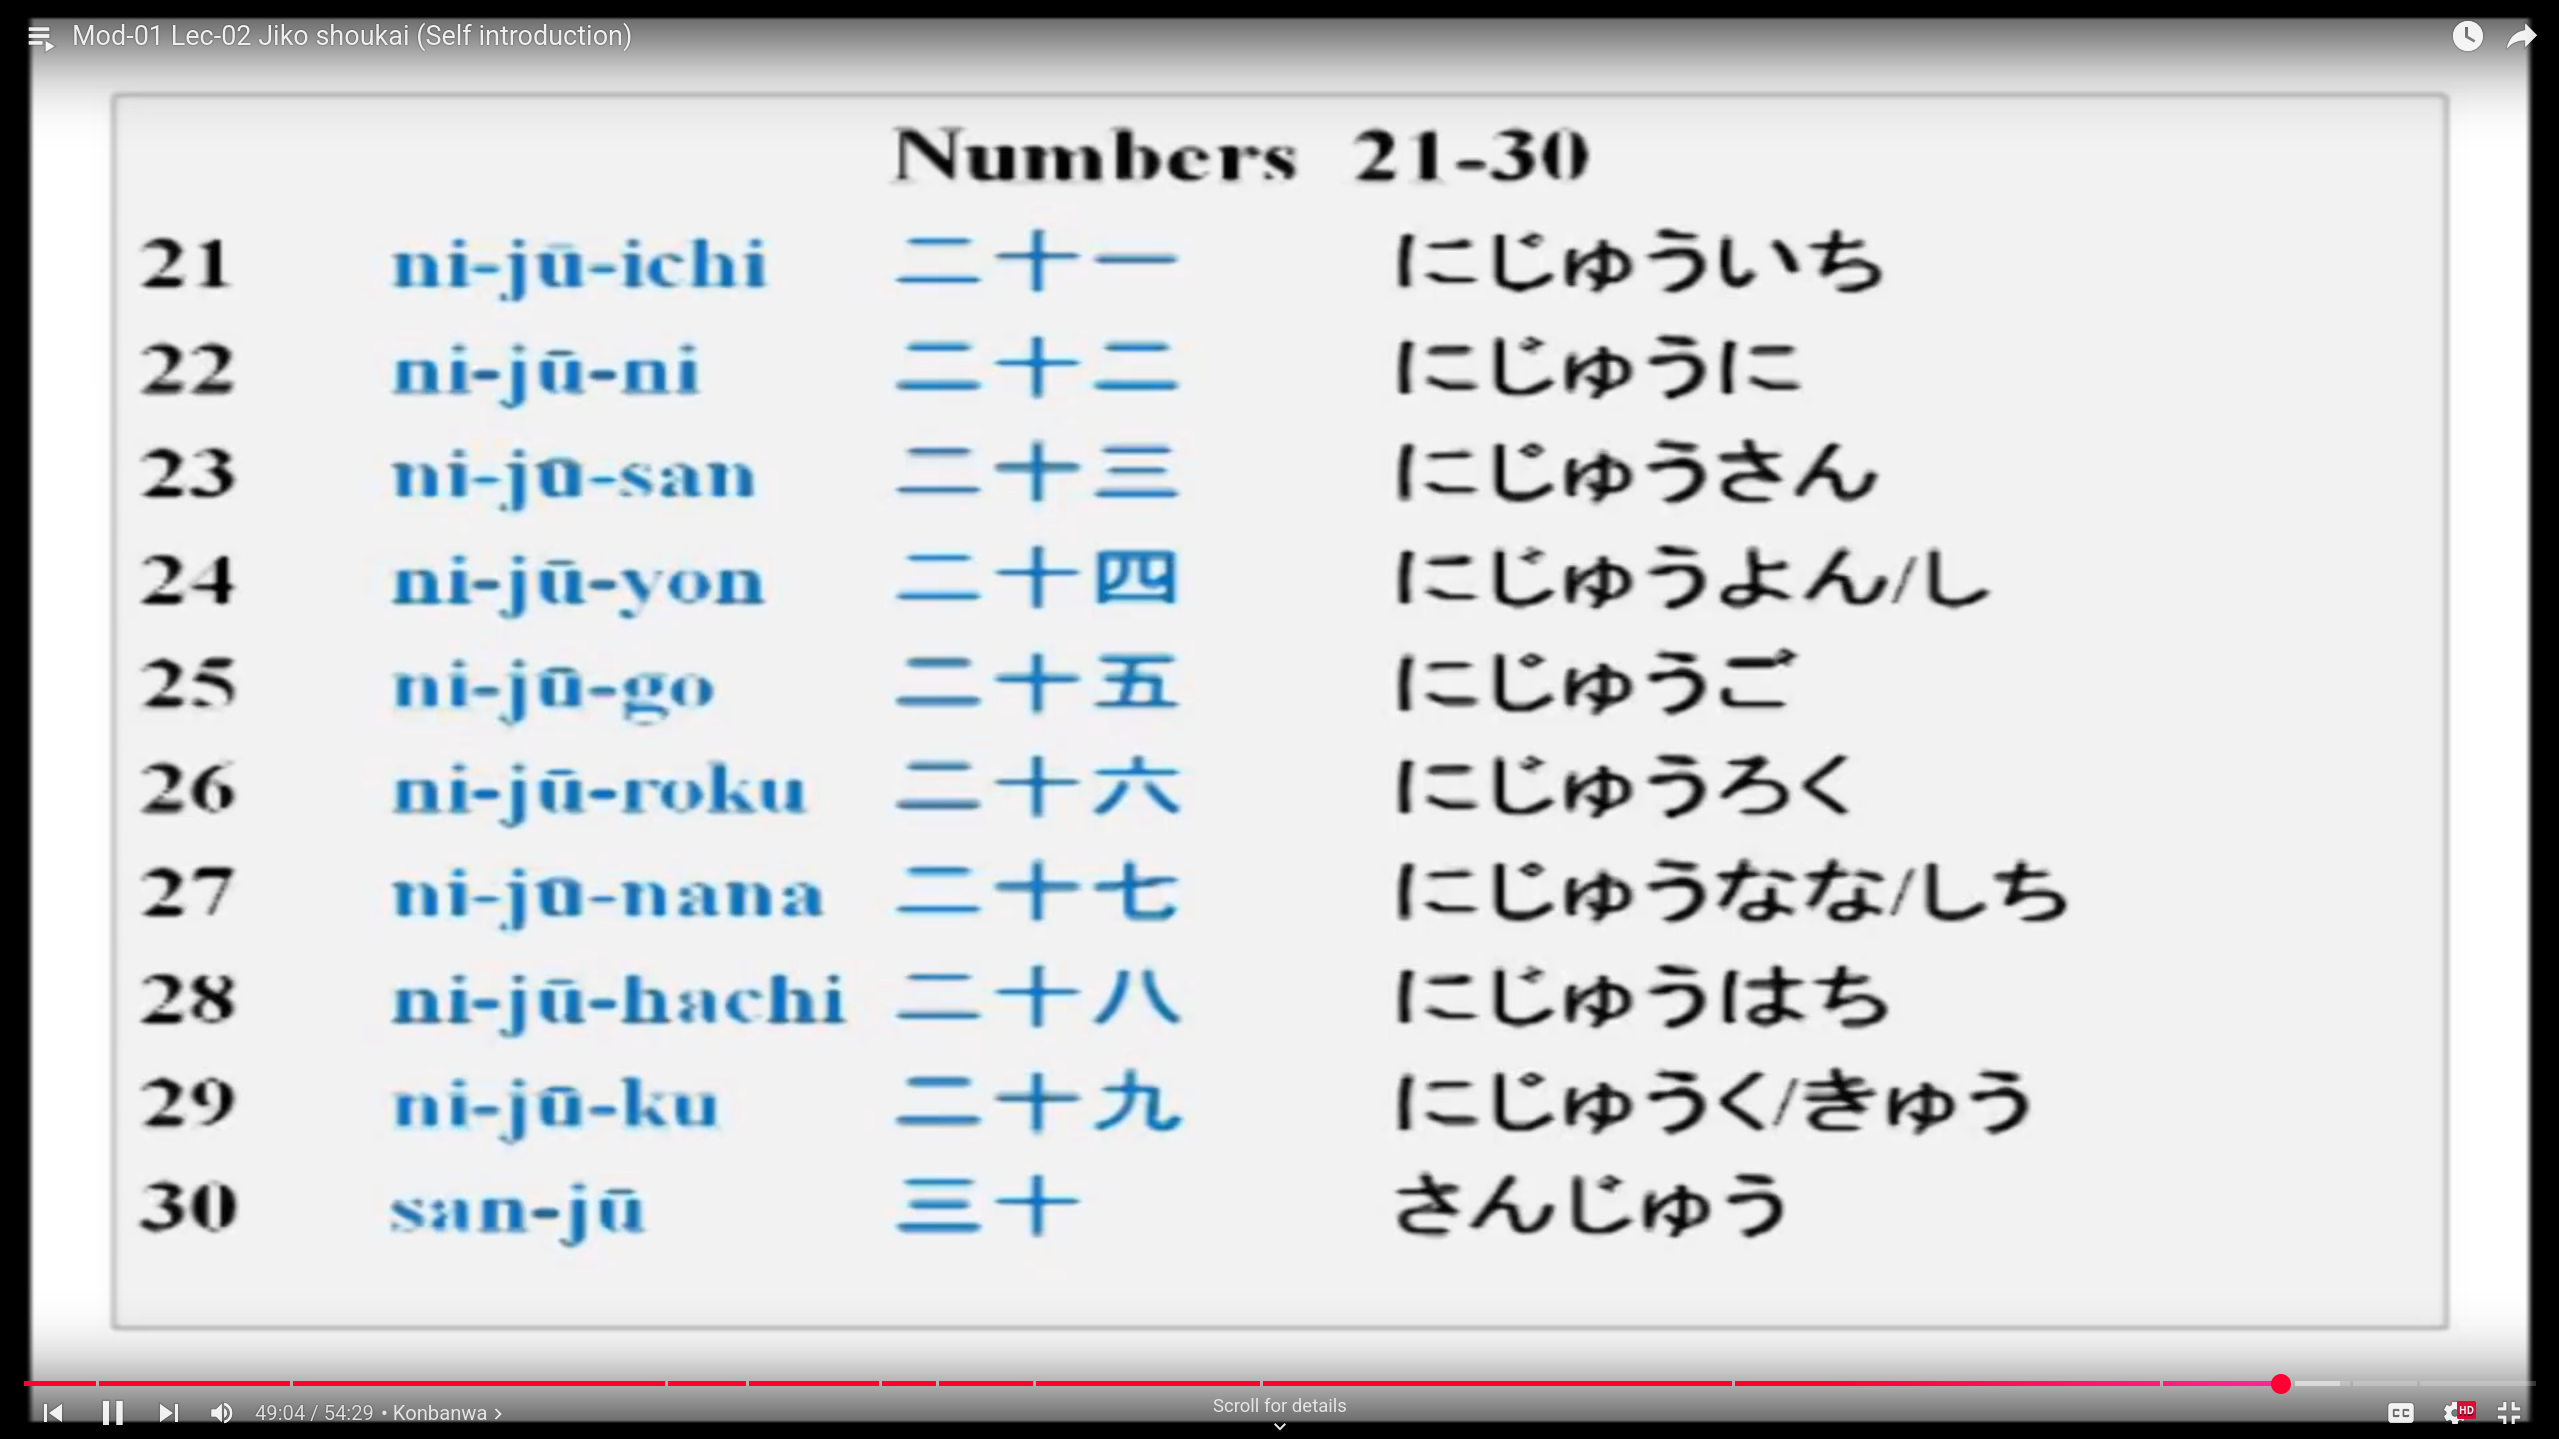 Mod-01 Lec-02 Jiko shoukai (Self introduction)
Numbers 21-30
21 ni-jū-ichi 二十一 にじゅういち
22 ni-jū-ni 二十二 にじゅうに
23 ni-jū-san 二十三 にじゅうさん
24 ni-jū-yon 二十四 にじゅうよん/し
25 ni-jū-go 二十五 にじゅうご
26 ni-jū-roku 二十六 にじゅうろく
27 ni-jū-nana 二十七 にじゅうなな/しち
28 ni-jū-hachi 二十八 にじゅうはち
29 ni-jū-ku 二十九 にじゅうく/きゅう
30 san-jū 三十 さんじゅう
Scroll for details
49:04 / 54:29 • Konbanwa
CC HD